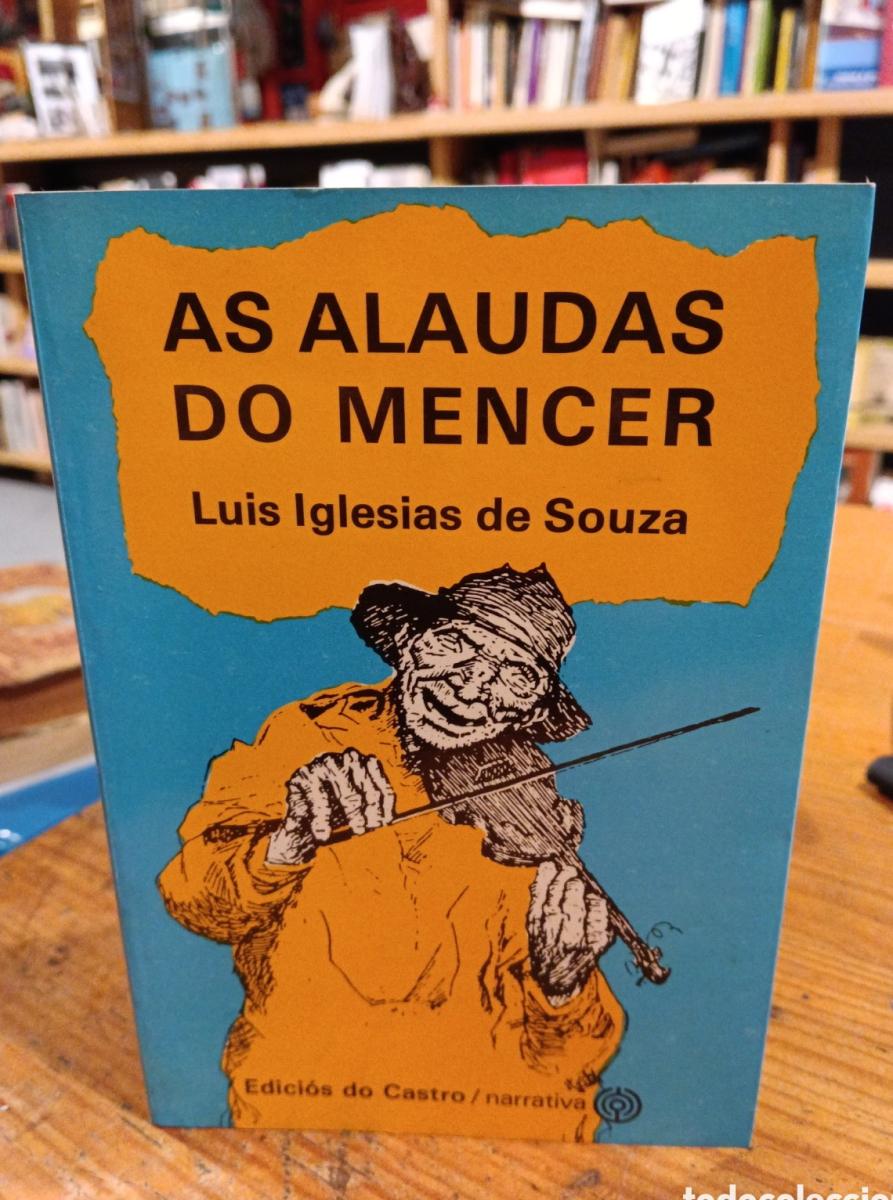 AS ALAUDAS
DO MENCER
Luis Iglesias de Souza
Ediciós do Castro / narrativa